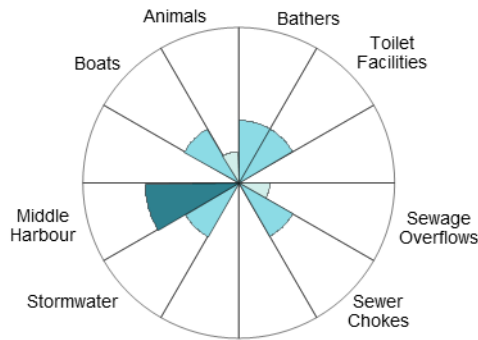 Animals
Bathers
Toilet
Facilities
Boats
Middle
Harbour
Sewage
Overflows
Stormwater
Sewer
Chokes